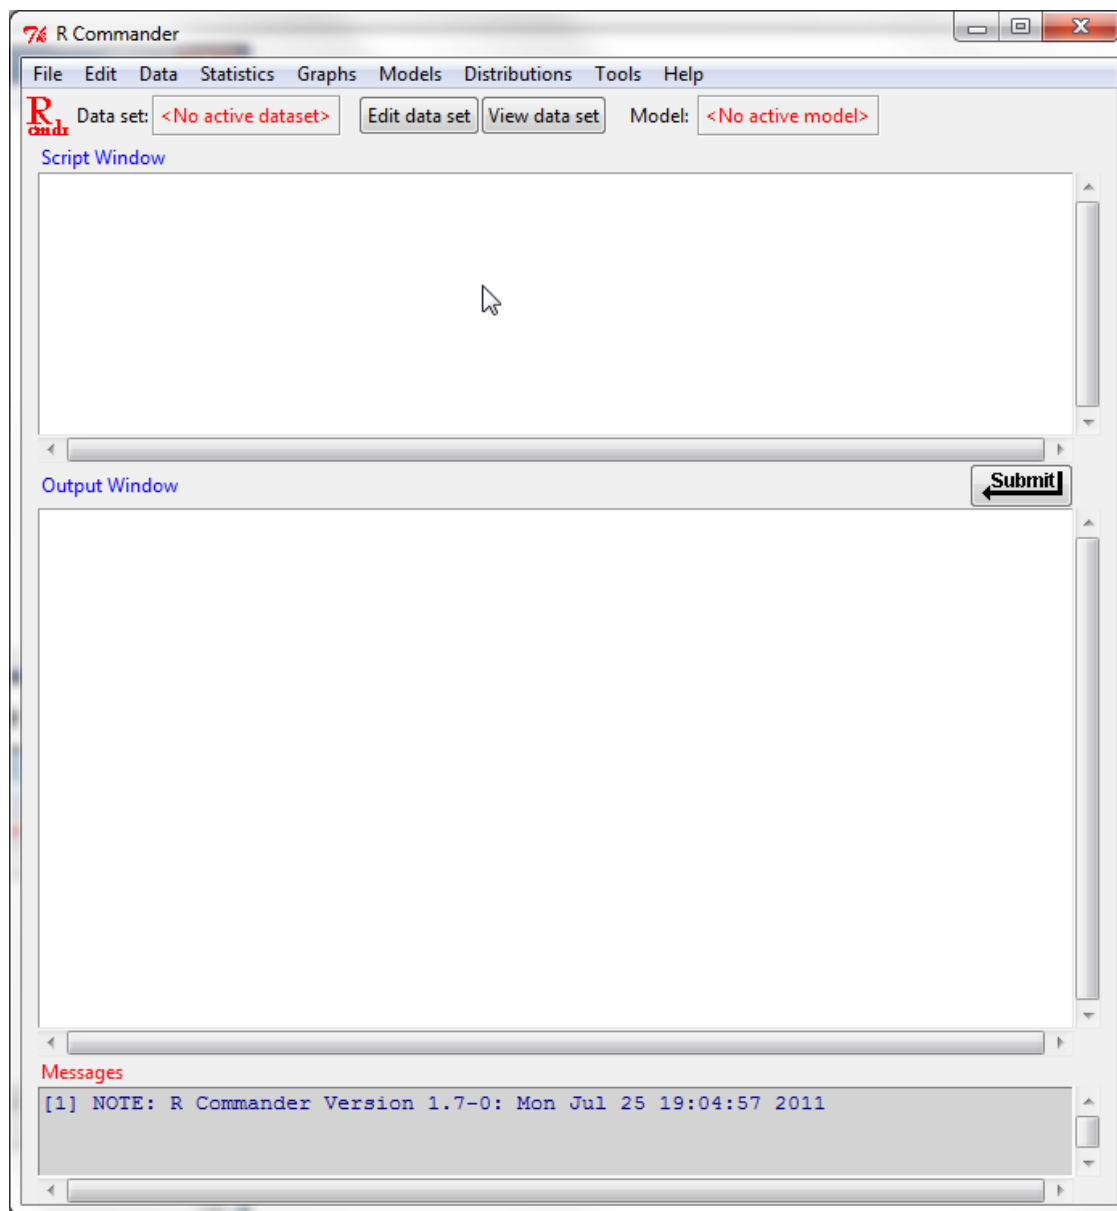 R Commander
File Edit Data Statistics Graphs Models Distributions Tools Help
R cmdr Data set: <No active dataset> Edit data set View data set Model: <No active model>
Script Window
Output Window Submit
Messages
[1] NOTE: R Commander Version 1.7-0: Mon Jul 25 19:04:57 2011